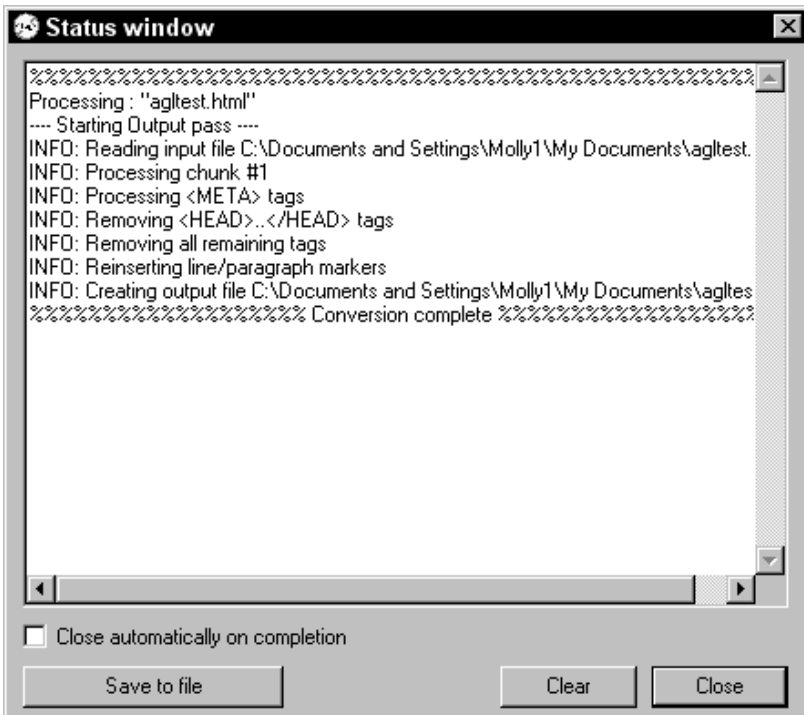 Status window
%%%%%%%%%%%%%%%%%%%%%%%%%%%%%%%%%%%%%%%%%%%%%%%%%%
Processing : "agltest.html"
---- Starting Output pass ----
INFO: Reading input file C:\Documents and Settings\Molly1\My Documents\agltest.
INFO: Processing chunk #1
INFO: Processing <META> tags
INFO: Removing <HEAD>..</HEAD> tags
INFO: Removing all remaining tags
INFO: Reinserting line/paragraph markers
INFO: Creating output file C:\Documents and Settings\Molly1\My Documents\agltes
%%%%%%%%%%%%%%%%%%% Conversion complete %%%%%%%%%%%%%%%%%%
Close automatically on completion
Save to file
Clear
Close